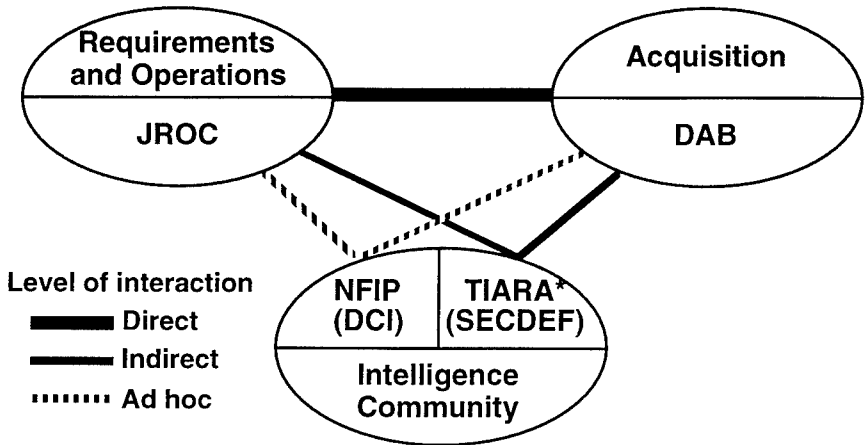 Requirements
and Operations
JROC
Acquisition
DAB
Level of interaction
Direct
Indirect
Ad hoc
NFIP
(DCI)
TIARA*
(SECDEF)
Intelligence
Community